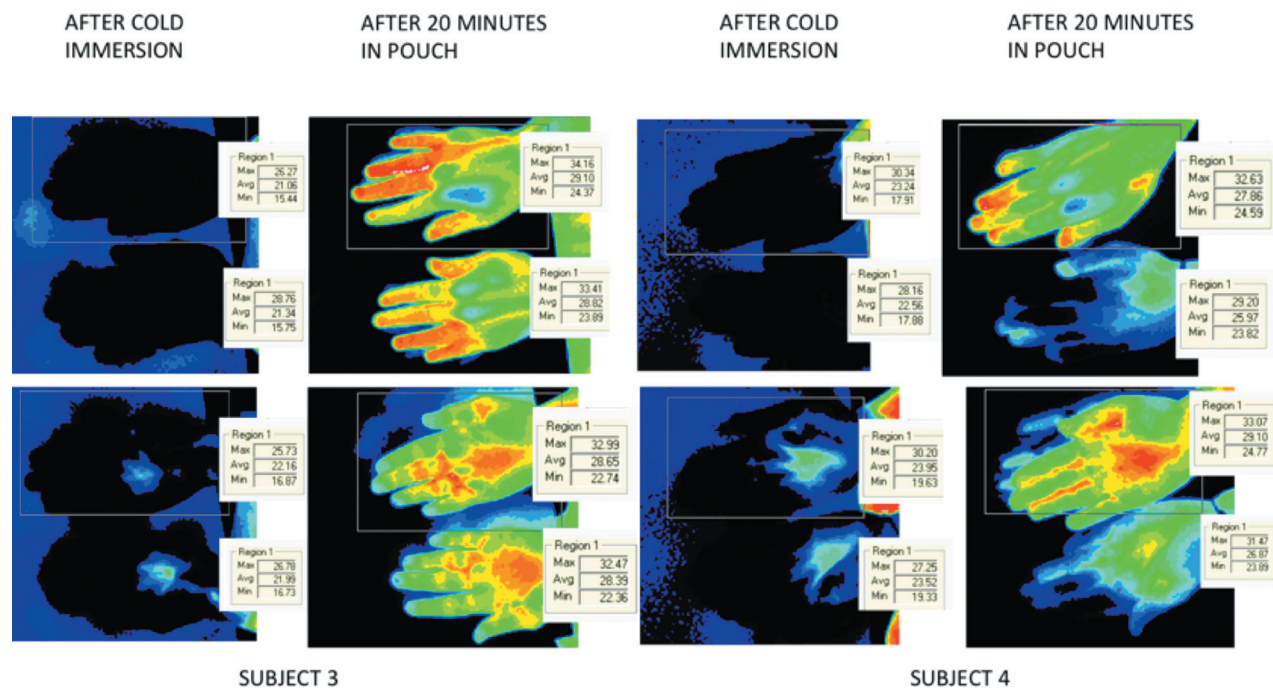 AFTER COLD
IMMERSION
AFTER 20 MINUTES
IN POUCH
AFTER COLD
IMMERSION
AFTER 20 MINUTES
IN POUCH
Region 1
Max 26.27
Avg 21.06
Min 15.44
Region 1
Max 34.16
Avg 29.10
Min 24.37
Region 1
Max 30.34
Avg 23.24
Min 17.91
Region 1
Max 32.63
Avg 27.86
Min 24.59
Region 1
Max 28.76
Avg 21.34
Min 15.75
Region 1
Max 33.41
Avg 28.82
Min 23.89
Region 1
Max 28.16
Avg 22.56
Min 17.88
Region 1
Max 29.20
Avg 25.97
Min 23.82
Region 1
Max 25.73
Avg 22.16
Min 16.87
Region 1
Max 32.99
Avg 28.65
Min 22.74
Region 1
Max 30.20
Avg 23.95
Min 19.63
Region 1
Max 33.07
Avg 29.10
Min 24.77
Region 1
Max 26.78
Avg 21.99
Min 16.73
Region 1
Max 32.47
Avg 28.39
Min 22.36
Region 1
Max 27.25
Avg 23.52
Min 19.33
Region 1
Max 31.47
Avg 26.87
Min 23.89
SUBJECT 3
SUBJECT 4